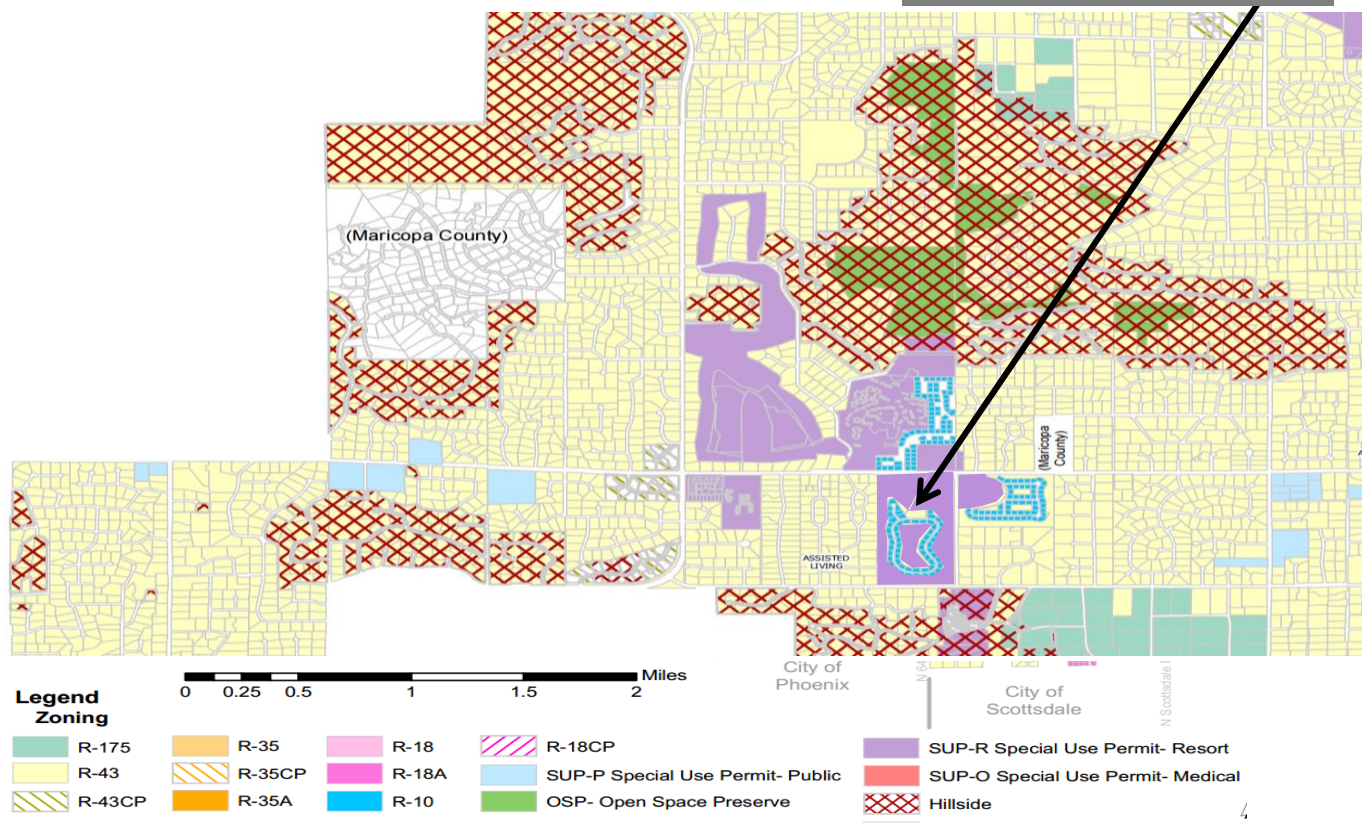 (Maricopa County)
(Maricopa
County)
ASSISTED
LIVING
City of
Phoenix
N 64
City of
Scottsdale
N Scottsdale
Miles
0 0.25 0.5 1 1.5 2
Legend
Zoning
R-175
R-43
R-43CP
R-35
R-35CP
R-35A
R-18
R-18A
R-10
R-18CP
SUP-P Special Use Permit- Public
OSP- Open Space Preserve
SUP-R Special Use Permit- Resort
SUP-O Special Use Permit- Medical
Hillside